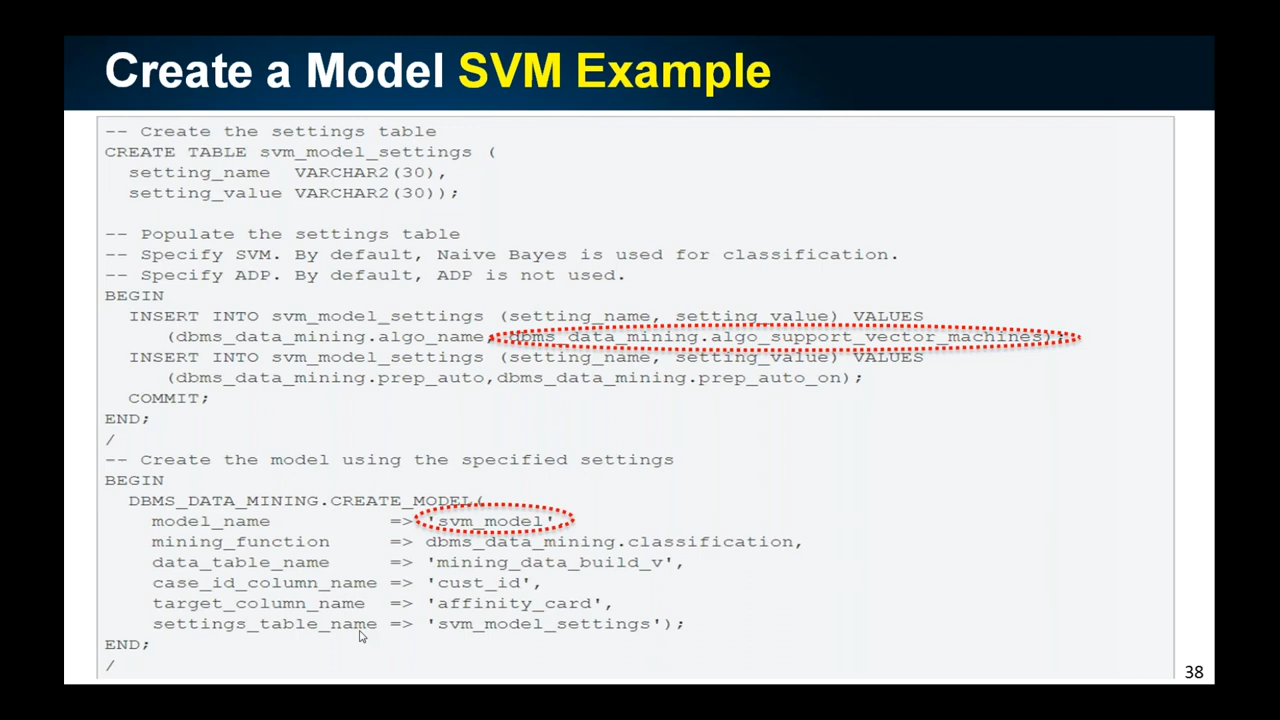 Create a Model SVM Example
-- Create the settings table
CREATE TABLE svm_model_settings (
  setting_name  VARCHAR2(30),
  setting_value VARCHAR2(30));
-- Populate the settings table
-- Specify SVM. By default, Naive Bayes is used for classification.
-- Specify ADP. By default, ADP is not used.
BEGIN
  INSERT INTO svm_model_settings (setting_name, setting_value) VALUES
     (dbms_data_mining.algo_name, dbms_data_mining.algo_support_vector_machines);
  INSERT INTO svm_model_settings (setting_name, setting_value) VALUES
     (dbms_data_mining.prep_auto,dbms_data_mining.prep_auto_on);
  COMMIT;
END;
/
-- Create the model using the specified settings
BEGIN
  DBMS_DATA_MINING.CREATE_MODEL(
    model_name          => 'svm_model',
    mining_function     => dbms_data_mining.classification,
    data_table_name     => 'mining_data_build_v',
    case_id_column_name => 'cust_id',
    target_column_name  => 'affinity_card',
    settings_table_name => 'svm_model_settings');
END;
/
38